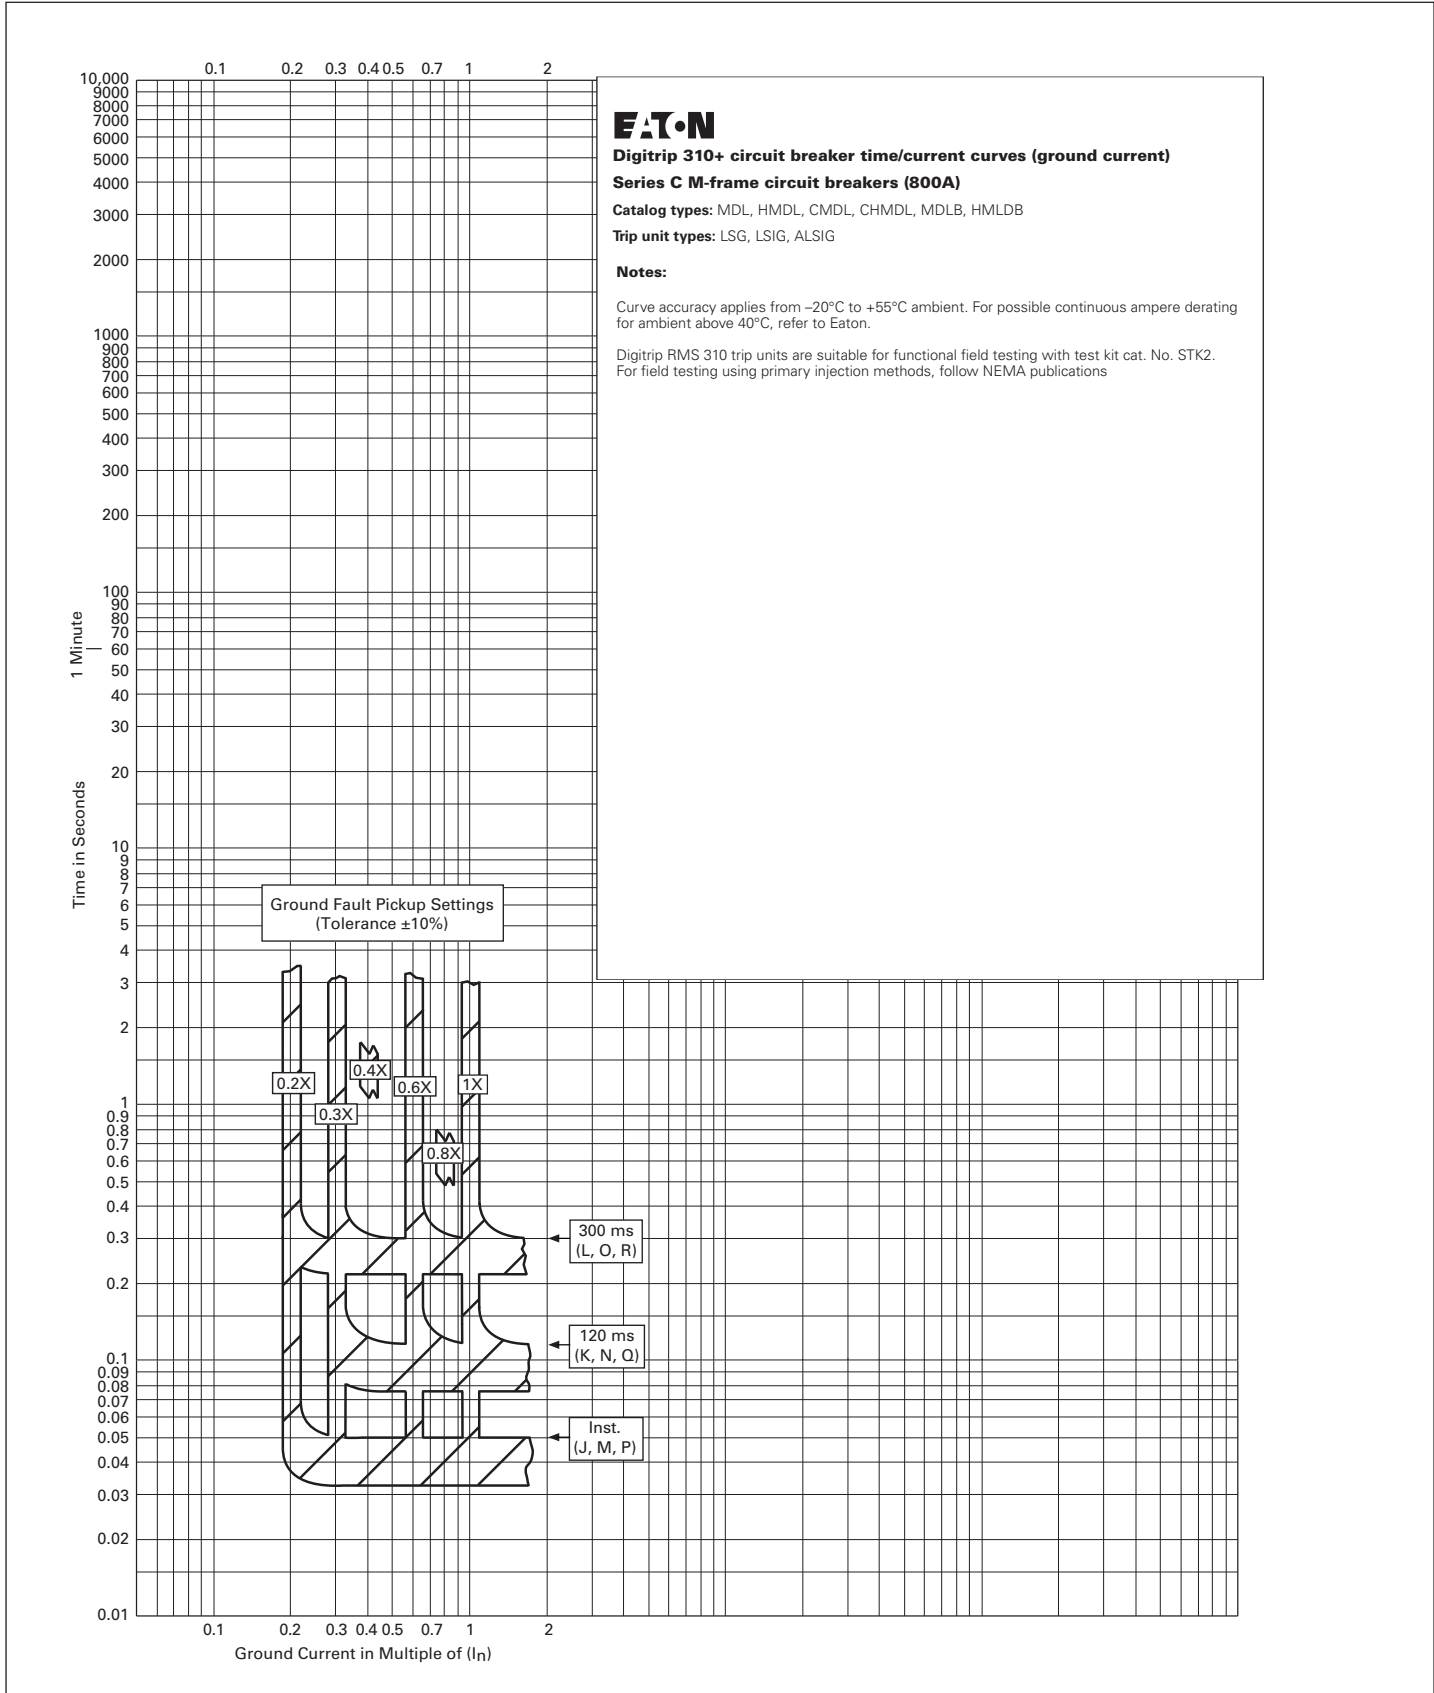 0.1 0.2 0.3 0.4 0.5 0.7 1 2
10,000
9000
8000
7000
6000
5000
4000
3000
2000
1000
900
800
700
600
500
400
300
200
100
90
80
70
60
50
40
30
20
10
9
8
7
6
5
4
3
2
1
0.9
0.8
0.7
0.6
0.5
0.4
0.3
0.2
0.1
0.09
0.08
0.07
0.06
0.05
0.04
0.03
0.02
0.01
1 Minute
Time in Seconds
EATON
Digitrip 310+ circuit breaker time/current curves (ground current)
Series C M-frame circuit breakers (800A)
Catalog types: MDL, HMDL, CMDL, CHMDL, MDLB, HMLDB
Trip unit types: LSG, LSIG, ALSIG
Notes:
Curve accuracy applies from –20°C to +55°C ambient. For possible continuous ampere derating
for ambient above 40°C, refer to Eaton.
Digitrip RMS 310 trip units are suitable for functional field testing with test kit cat. No. STK2.
For field testing using primary injection methods, follow NEMA publications
Ground Fault Pickup Settings
(Tolerance ±10%)
0.2X
0.3X
0.4X
0.6X
0.8X
1X
300 ms
(L, O, R)
120 ms
(K, N, Q)
Inst.
(J, M, P)
0.1 0.2 0.3 0.4 0.5 0.7 1 2
Ground Current in Multiple of (In)